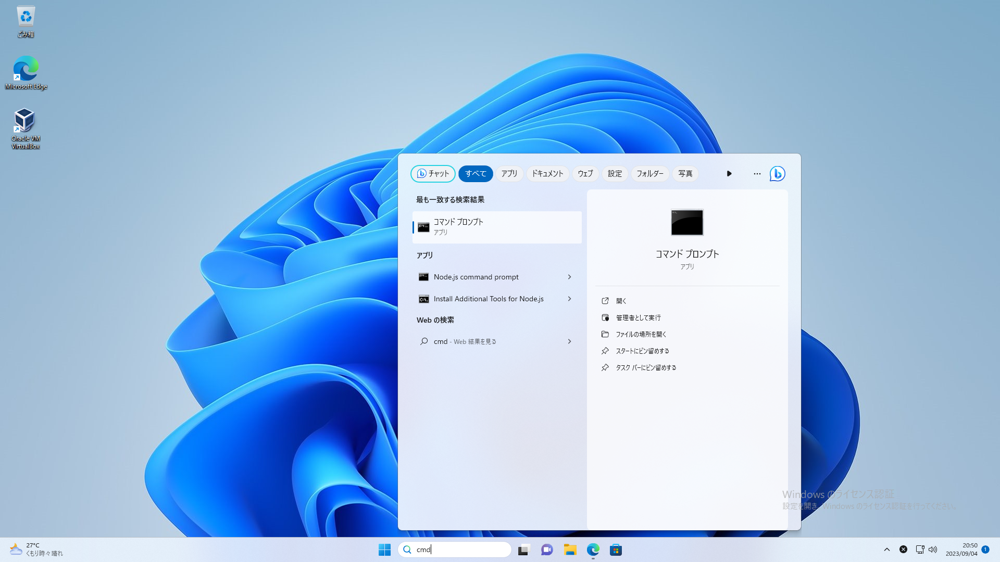 ごみ箱
Microsoft Edge
Oracle VM
VirtualBox
チャット
すべて
アプリ
ドキュメント
ウェブ
設定
フォルダー
写真
最も一致する検索結果
コマンド プロンプト
アプリ
アプリ
Node.js command prompt
Install Additional Tools for Node.js
Web の検索
cmd - Web 結果を見る
コマンド プロンプト
アプリ
開く
管理者として実行
ファイルの場所を開く
スタートにピン留めする
タスク バーにピン留めする
Windows のライセンス認証
設定を開き、Windows のライセンス認証を行ってください。
27°C
くもり時々晴れ
cmd
20:50
2023/09/04
1